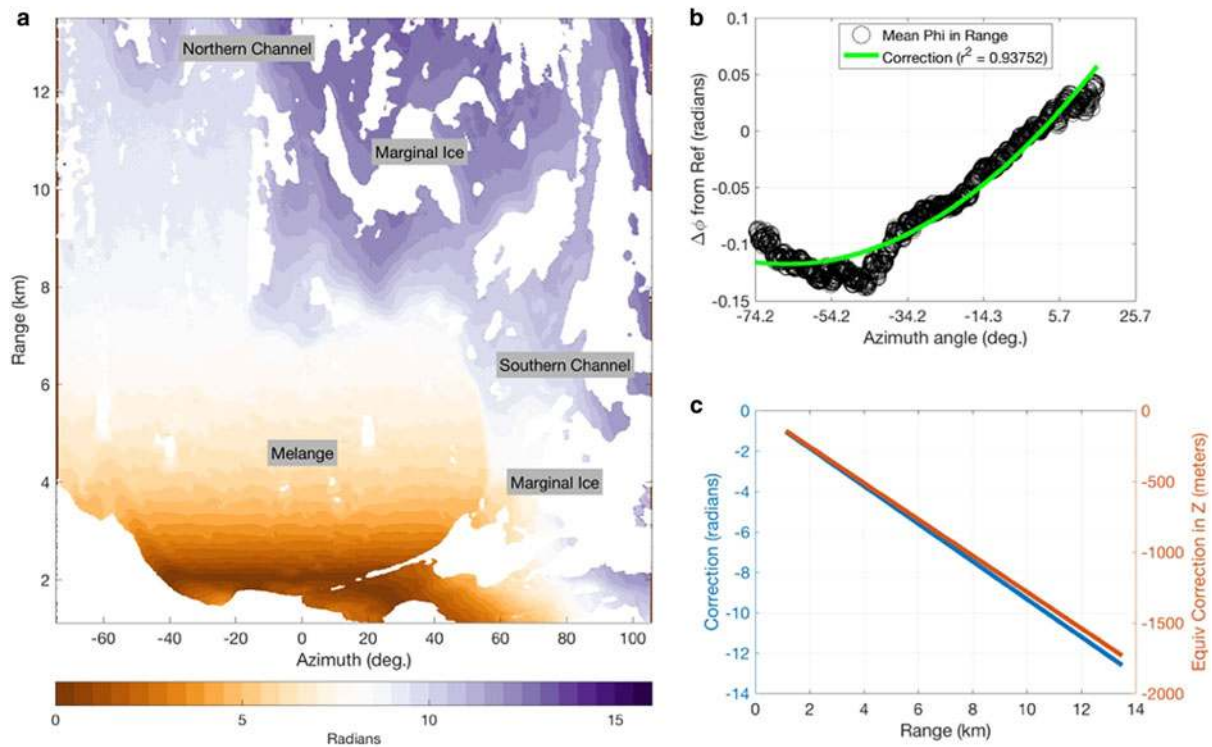 a
Northern Channel
Marginal Ice
Southern Channel
Melange
Marginal Ice
Range (km)
12
10
8
6
4
2
-60 -40 -20 0 20 40 60 80 100
Azimuth (deg.)
0 5 10 15
Radians
b
0.1
0.05
0
-0.05
-0.1
-0.15
Mean Phi in Range
Correction (r² = 0.93752)
Δϕ from Ref (radians)
-74.2 -54.2 -34.2 -14.3 5.7 25.7
Azimuth angle (deg.)
c
0
-2
-4
-6
-8
-10
-12
-14
Correction (radians)
0
-500
-1000
-1500
-2000
Equiv Correction in Z (meters)
0 2 4 6 8 10 12 14
Range (km)